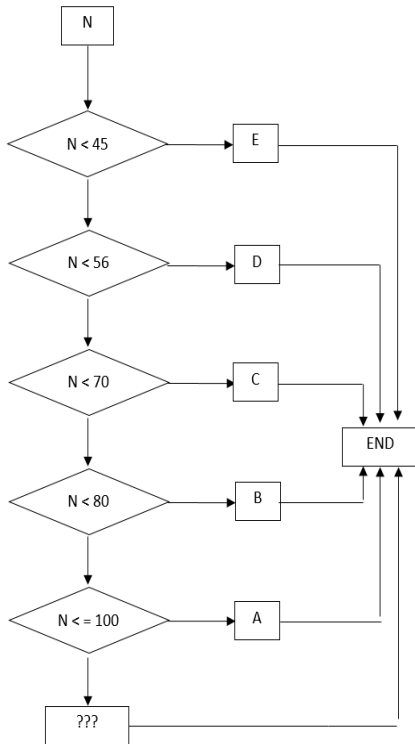 N
N < 45
E
N < 56
D
N < 70
C
END
N < 80
B
N < = 100
A
???